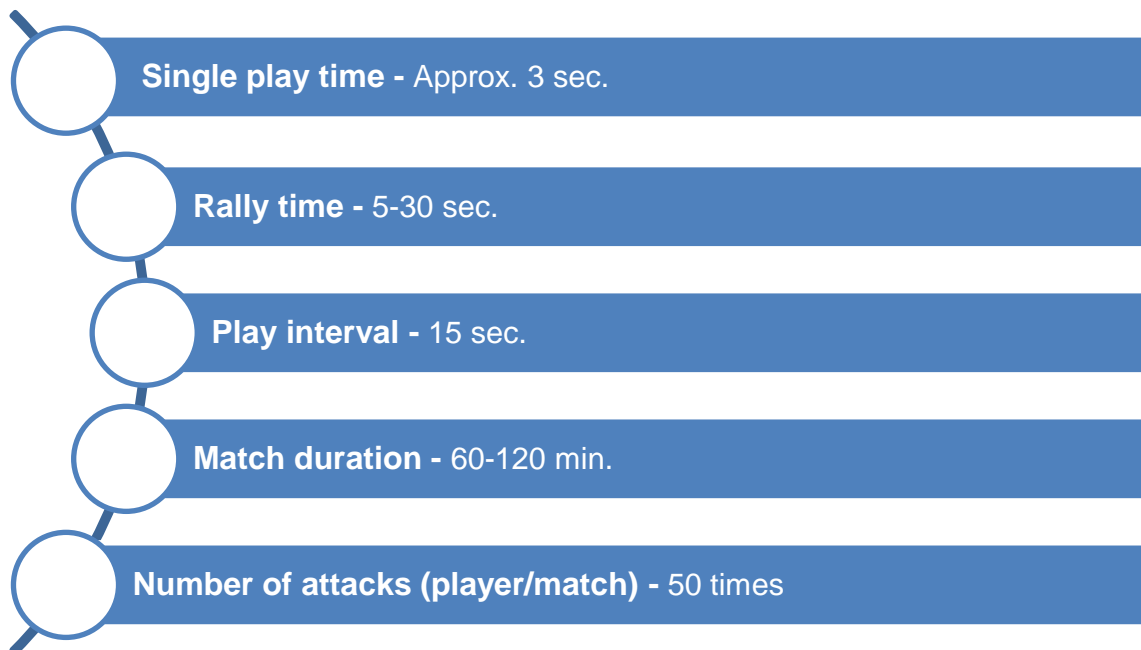 Single play time - Approx. 3 sec.
Rally time - 5-30 sec.
Play interval - 15 sec.
Match duration - 60-120 min.
Number of attacks (player/match) - 50 times